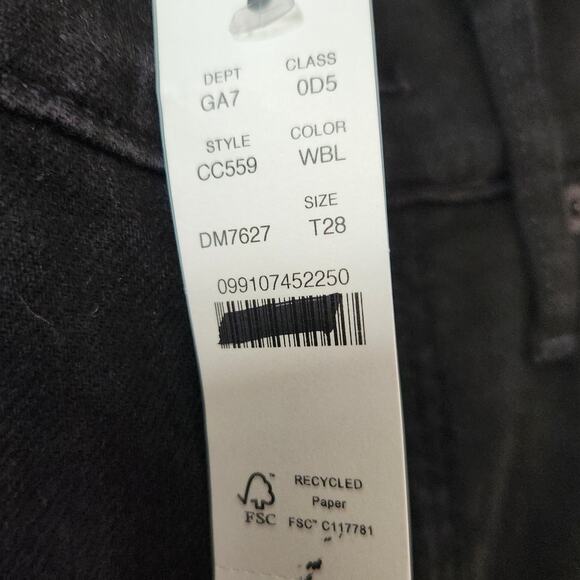 DEPT CLASS
GA7 0D5
STYLE COLOR
CC559 WBL
SIZE
DM7627 T28
099107452250
RECYCLED
Paper
FSC FSC™ C117781